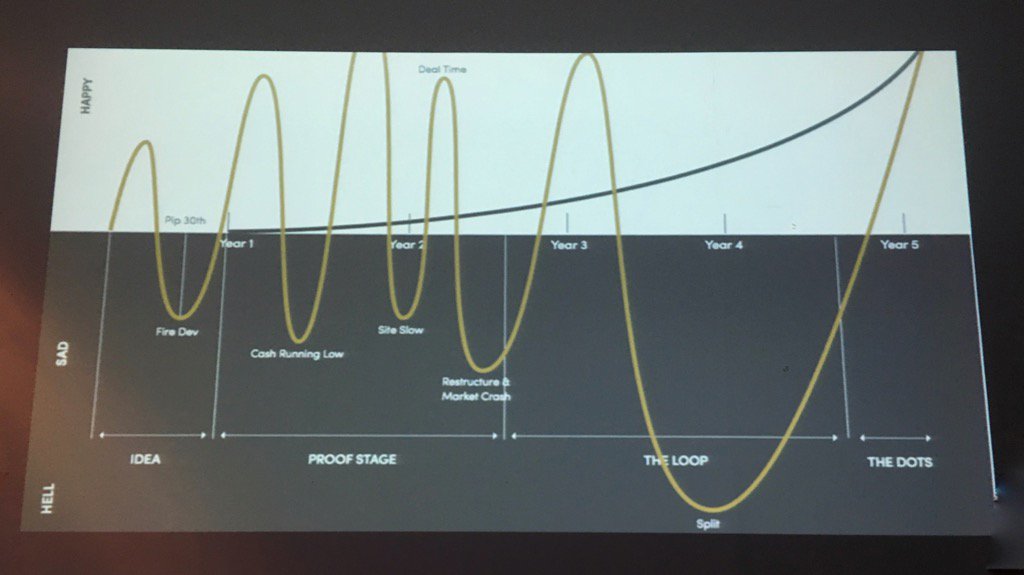 HAPPY
Deal Time
Pip 30th
Year 1
Year 2
Year 3
Year 4
Year 5
Fire Dev
Site Slow
Cash Running Low
SAD
Restructure &
Market Crash
IDEA
PROOF STAGE
THE LOOP
THE DOTS
HELL
Split